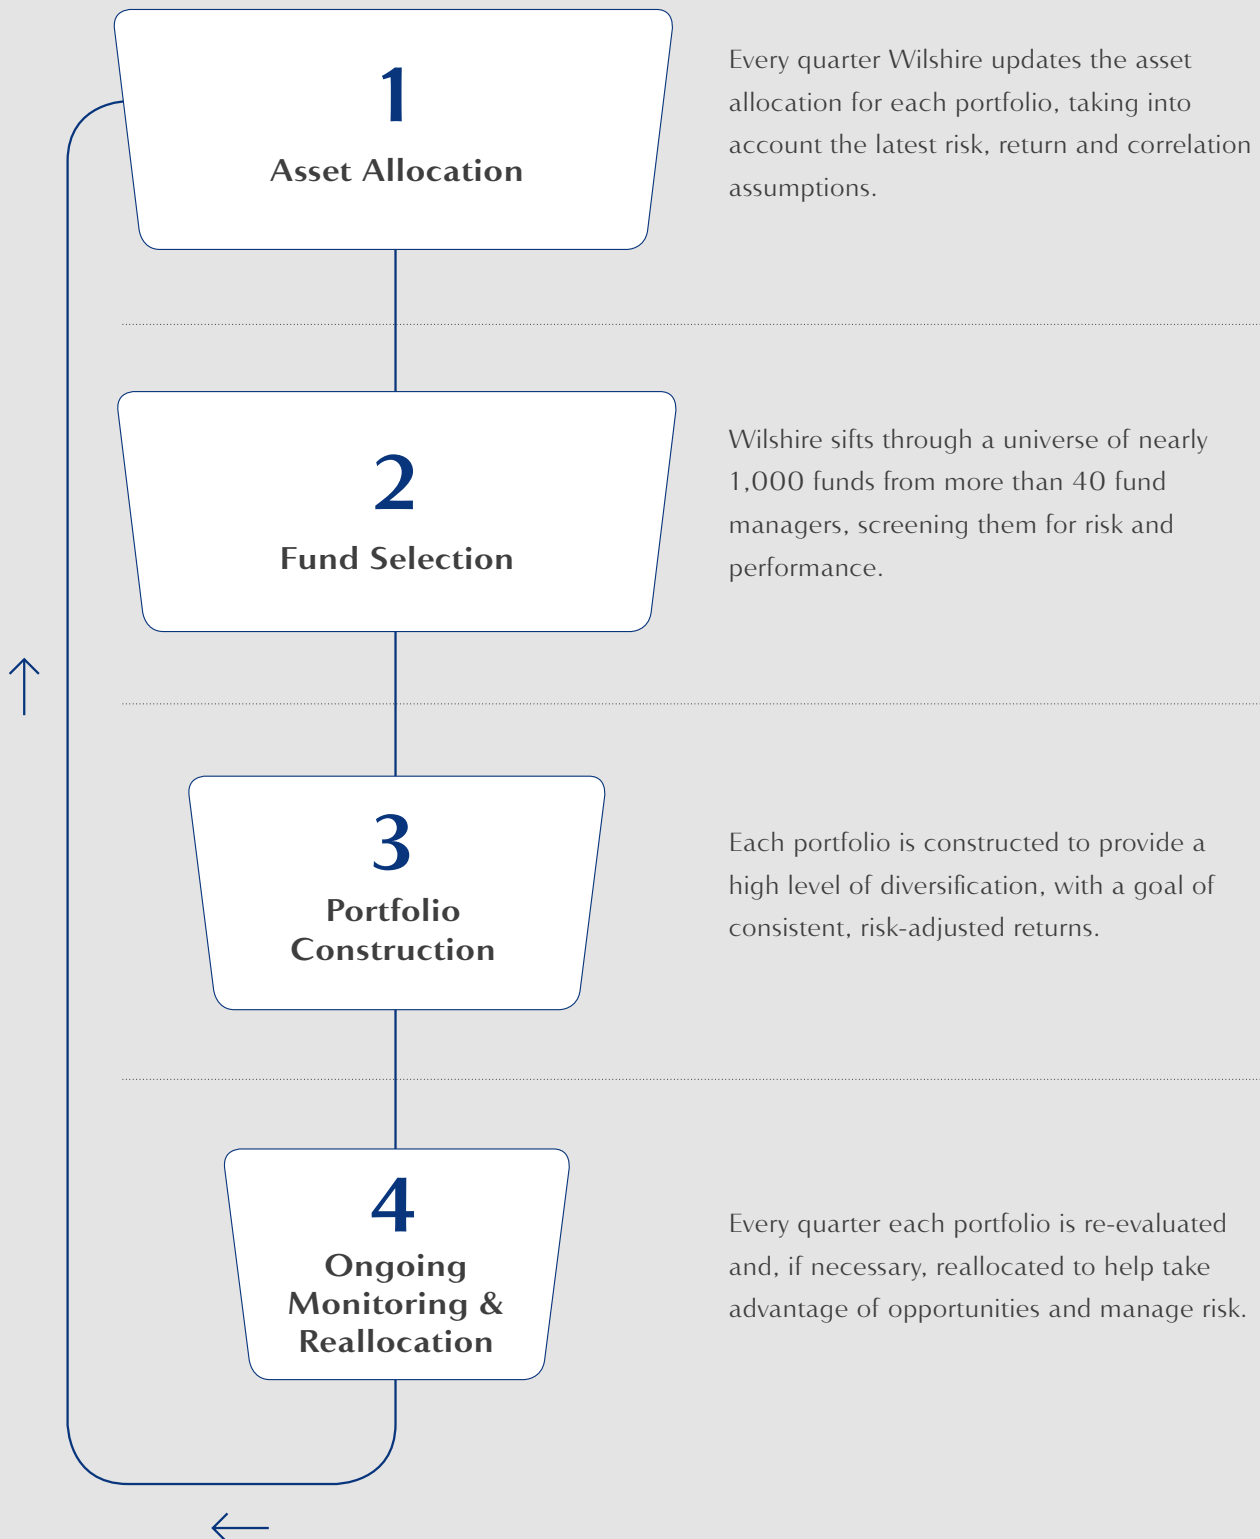 1
Asset Allocation
Every quarter Wilshire updates the asset
allocation for each portfolio, taking into
account the latest risk, return and correlation
assumptions.
2
Fund Selection
Wilshire sifts through a universe of nearly
1,000 funds from more than 40 fund
managers, screening them for risk and
performance.
3
Portfolio
Construction
Each portfolio is constructed to provide a
high level of diversification, with a goal of
consistent, risk-adjusted returns.
4
Ongoing
Monitoring &
Reallocation
Every quarter each portfolio is re-evaluated
and, if necessary, reallocated to help take
advantage of opportunities and manage risk.